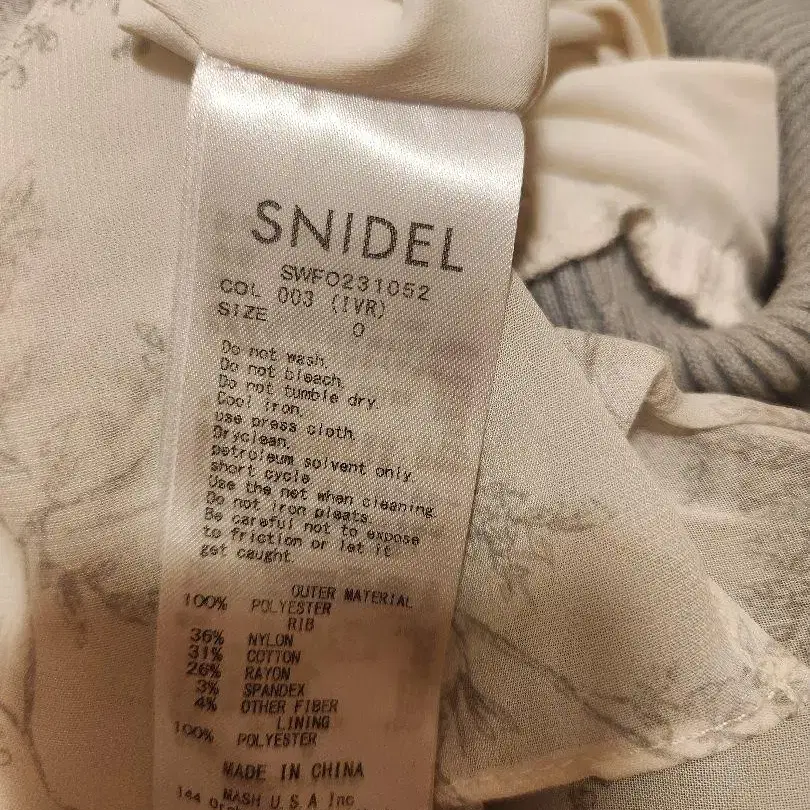 SNIDEL
SWFO231052
COL 003 (IVR)
SIZE 0
Do not wash.
Do not bleach.
Do not tumble dry.
Cool iron.
use press cloth.
Dryclean,
petroleum solvent only.
short cycle
Use the net when cleaning.
Do not iron pleats.
Be careful not to expose
to friction or let it
get caught.
OUTER MATERIAL
100% POLYESTER
RIB
36% NYLON
31% COTTON
26% RAYON
3% SPANDEX
4% OTHER FIBER
LINING
100% POLYESTER
MADE IN CHINA
MASH U.S.A Inc
144